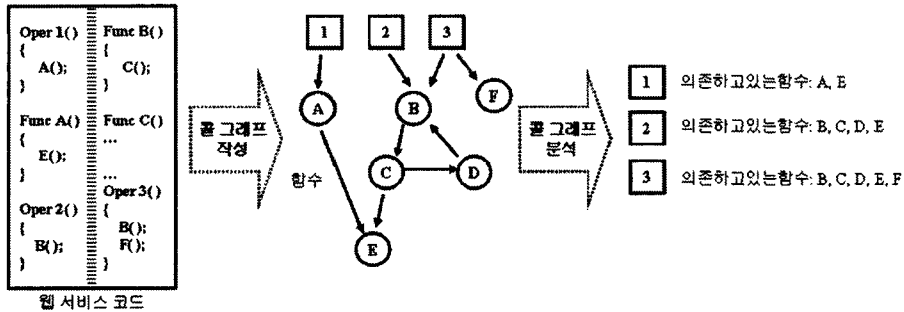 Oper 1()
{
A();
}
Func A()
{
E();
}
Oper 2()
{
B();
}
Func B()
{
C();
}
Func C()
...
...
Oper 3()
{
B();
F();
}
웹 서비스 코드
콜 그래프
작성
1
2
3
A
B
F
함수
C
D
E
콜 그래프
분석
1 의존하고있는함수: A, E
2 의존하고있는함수: B, C, D, E
3 의존하고있는함수: B, C, D, E, F